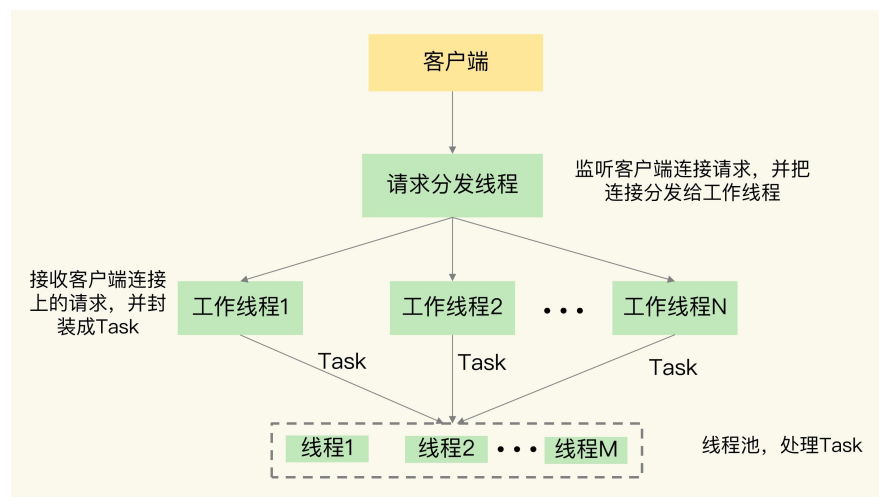 客户端
请求分发线程
监听客户端连接请求，并把
连接分发给工作线程
接收客户端连接
上的请求，并封
装成Task
工作线程1
工作线程2
•••
工作线程N
Task
Task
Task
线程1
线程2
•••
线程M
线程池，处理Task